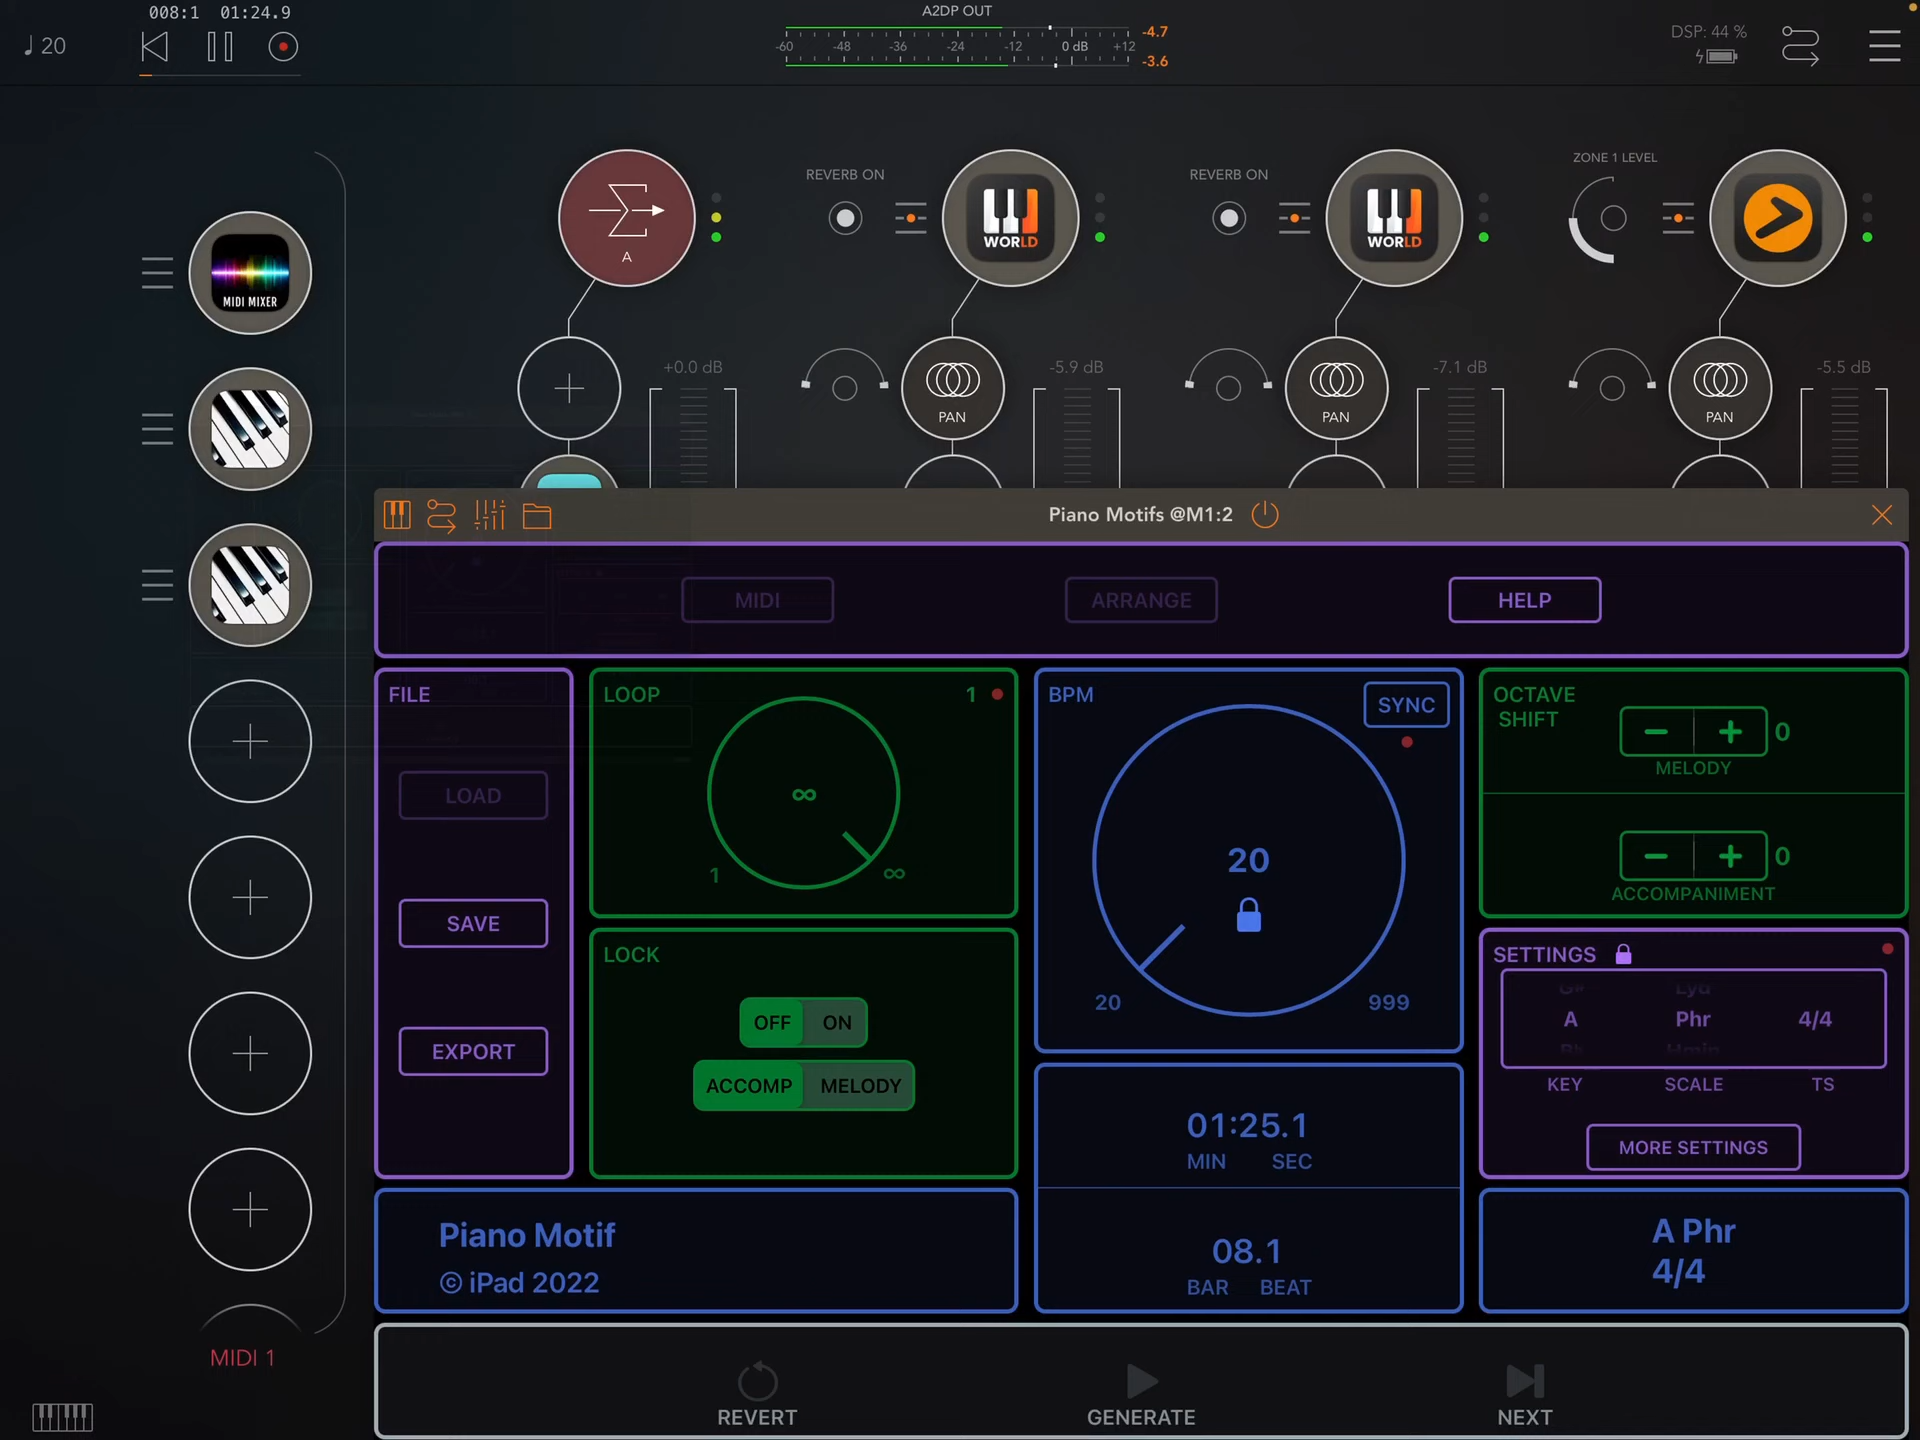 008:1 01:24.9
20
A2DP OUT
-60 -48 -36 -24 -12 0 dB +12
-4.7
-3.6
DSP: 44 %
MIDI MIXER
A
REVERB ON
WORLD
REVERB ON
WORLD
ZONE 1 LEVEL
+0.0 dB
-5.9 dB
-7.1 dB
-5.5 dB
PAN
PAN
PAN
Piano Motifs @M1:2
MIDI
ARRANGE
HELP
FILE
LOAD
SAVE
EXPORT
LOOP
1
∞
1
∞
LOCK
OFF ON
ACCOMP MELODY
BPM
SYNC
20
20
999
01:25.1
MIN SEC
08.1
BAR BEAT
OCTAVE
SHIFT
0
MELODY
0
ACCOMPANIMENT
SETTINGS
G# Lyd
A Phr 4/4
KEY SCALE TS
MORE SETTINGS
Piano Motif
© iPad 2022
A Phr
4/4
MIDI 1
REVERT
GENERATE
NEXT